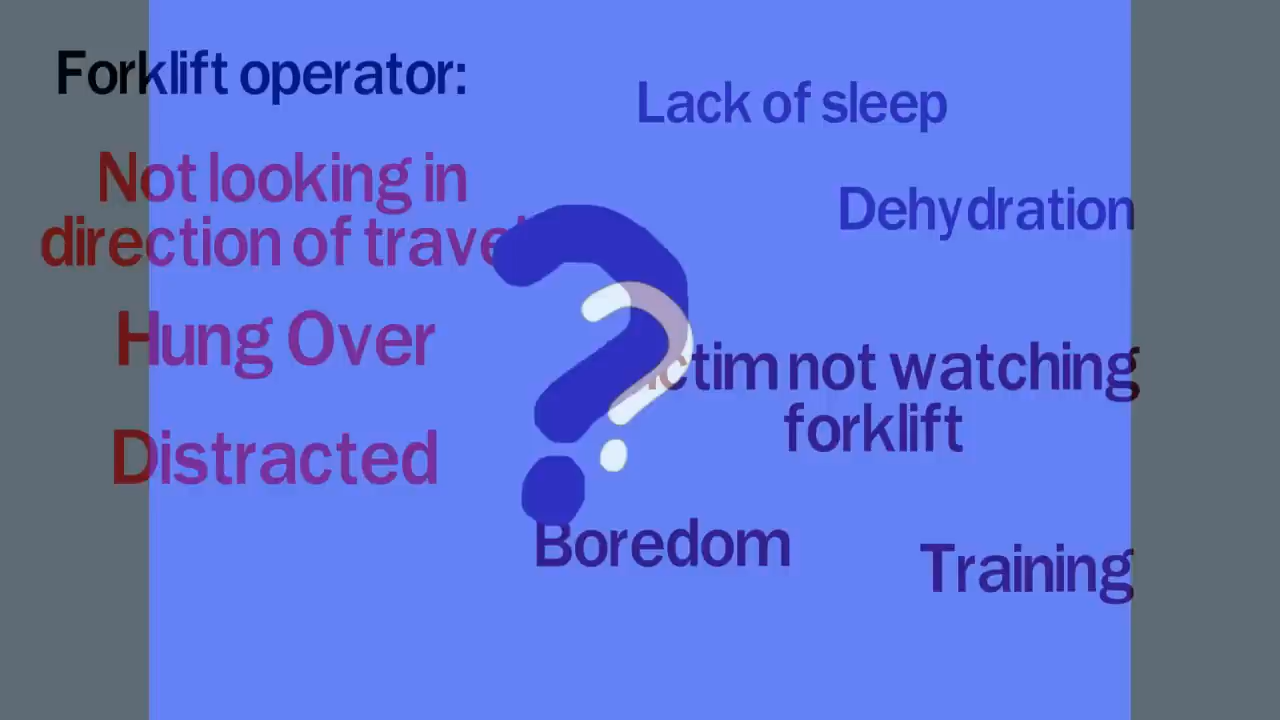 Forklift operator:
Lack of sleep
Not looking in
direction of travel
Dehydration
Hung Over
not watching
forklift
Distracted
Boredom
Training